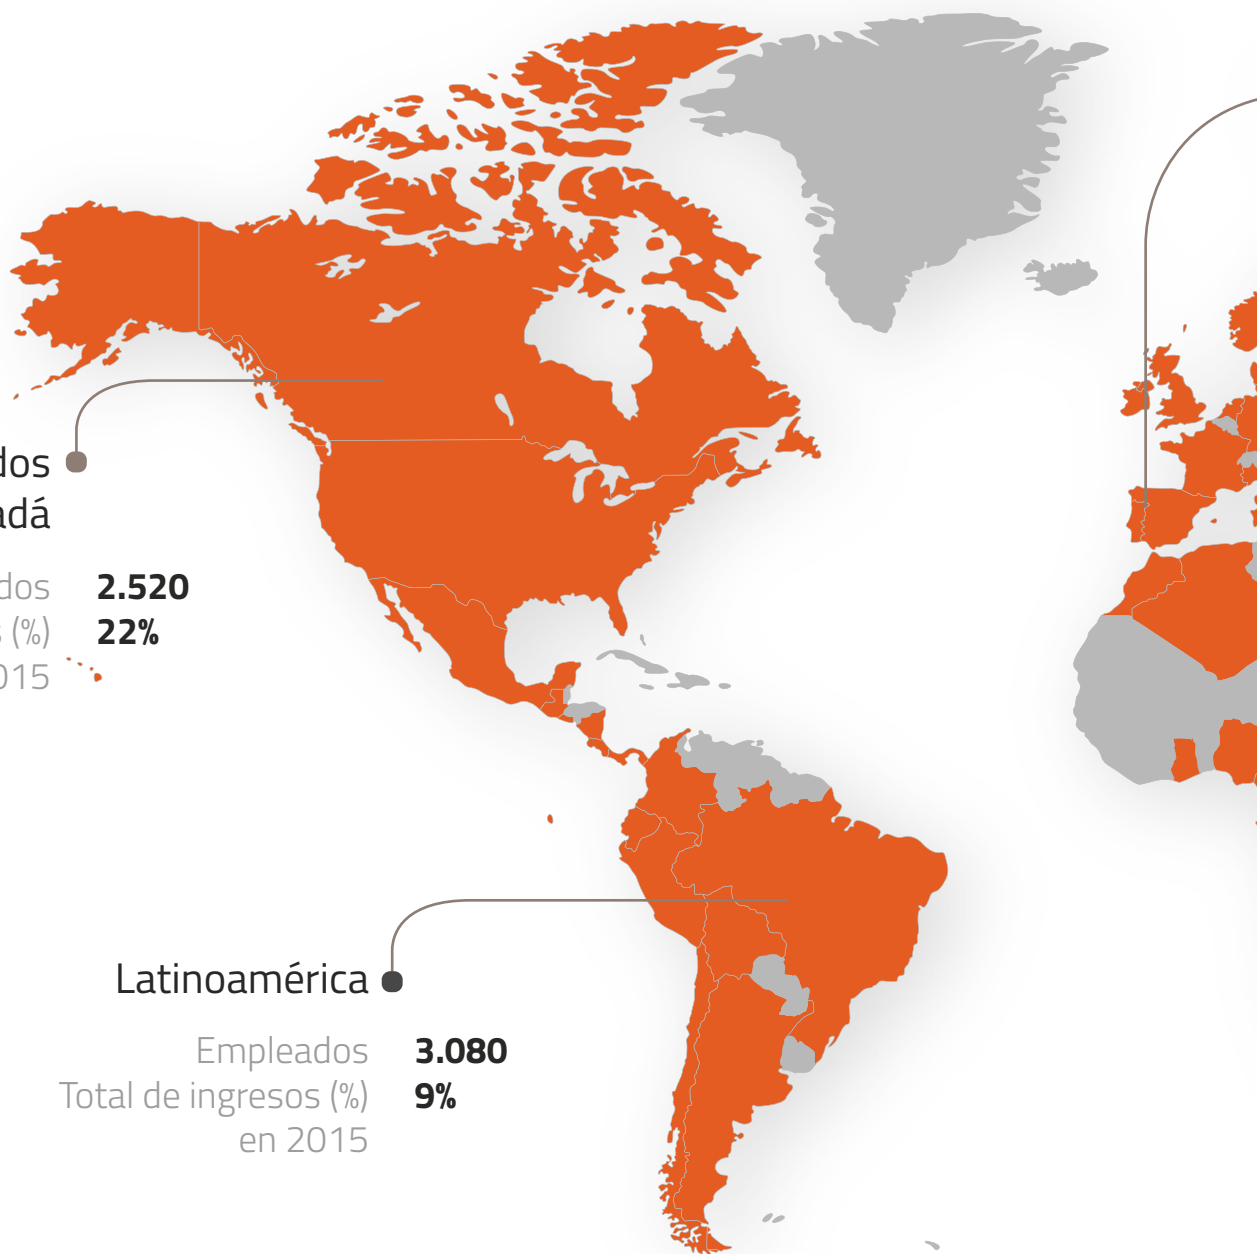 dos
adá
dos 2.520
s (%) 22%
015
Latinoamérica
Empleados 3.080
Total de ingresos (%) 9%
en 2015